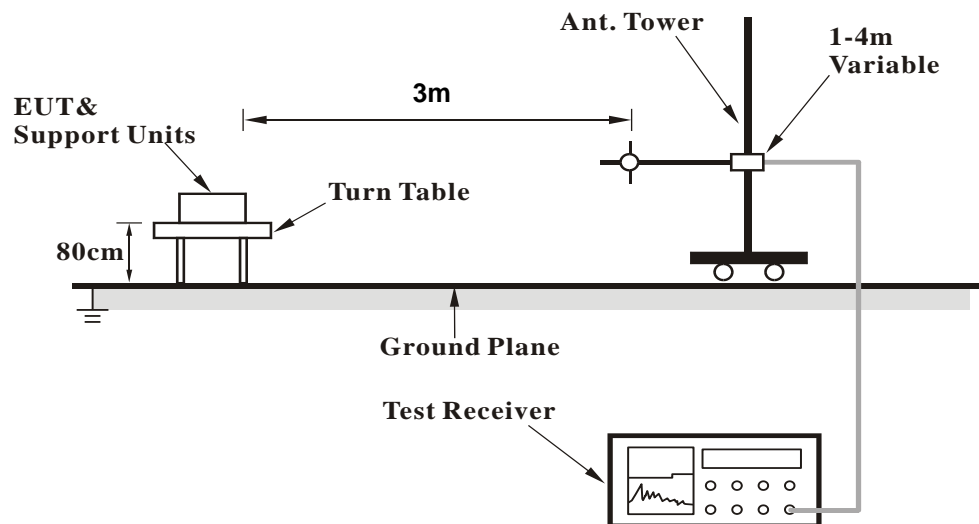 Ant. Tower
1-4m
Variable
3m
EUT&
Support Units
Turn Table
80cm
Ground Plane
Test Receiver